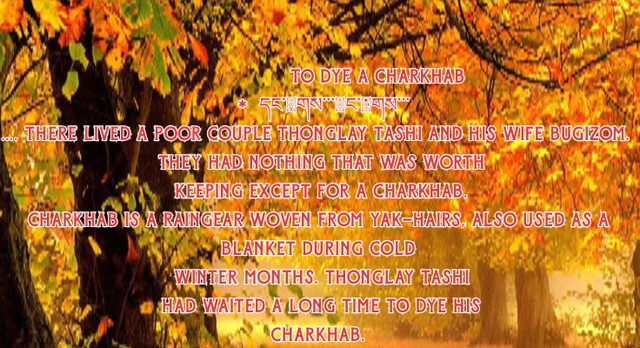 TO DYE A CHARKHAB
* དང་
.... THERE LIVED A POOR COUPLE THONGLAY TASHI AND HIS WIFE BUGIZOM.
THEY HAD NOTHING THAT WAS WORTH
KEEPING EXCEPT FOR A CHARKHAB.
CHARKHAB IS A RAINGEAR WOVEN FROM YAK-HAIRS, ALSO USED AS A
BLANKET DURING COLD
WINTER MONTHS. THONGLAY TASHI
HAD WAITED A LONG TIME TO DYE HIS
CHARKHAB.